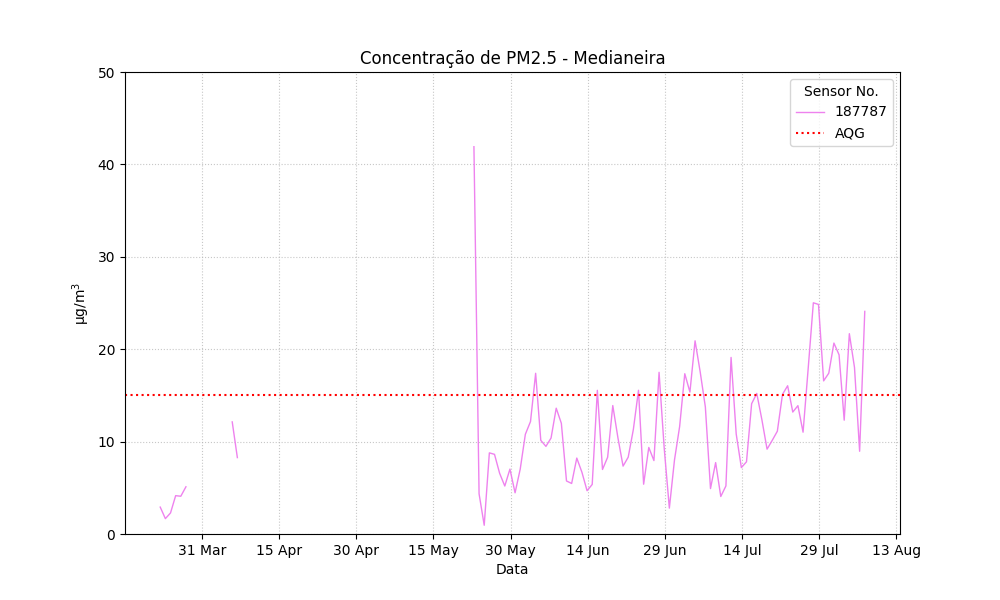 Concentração de PM2.5 - Medianeira
50
40
30
20
10
0
µg/m³
Sensor No.
187787
AQG
31 Mar
15 Apr
30 Apr
15 May
30 May
14 Jun
29 Jun
14 Jul
29 Jul
13 Aug
Data